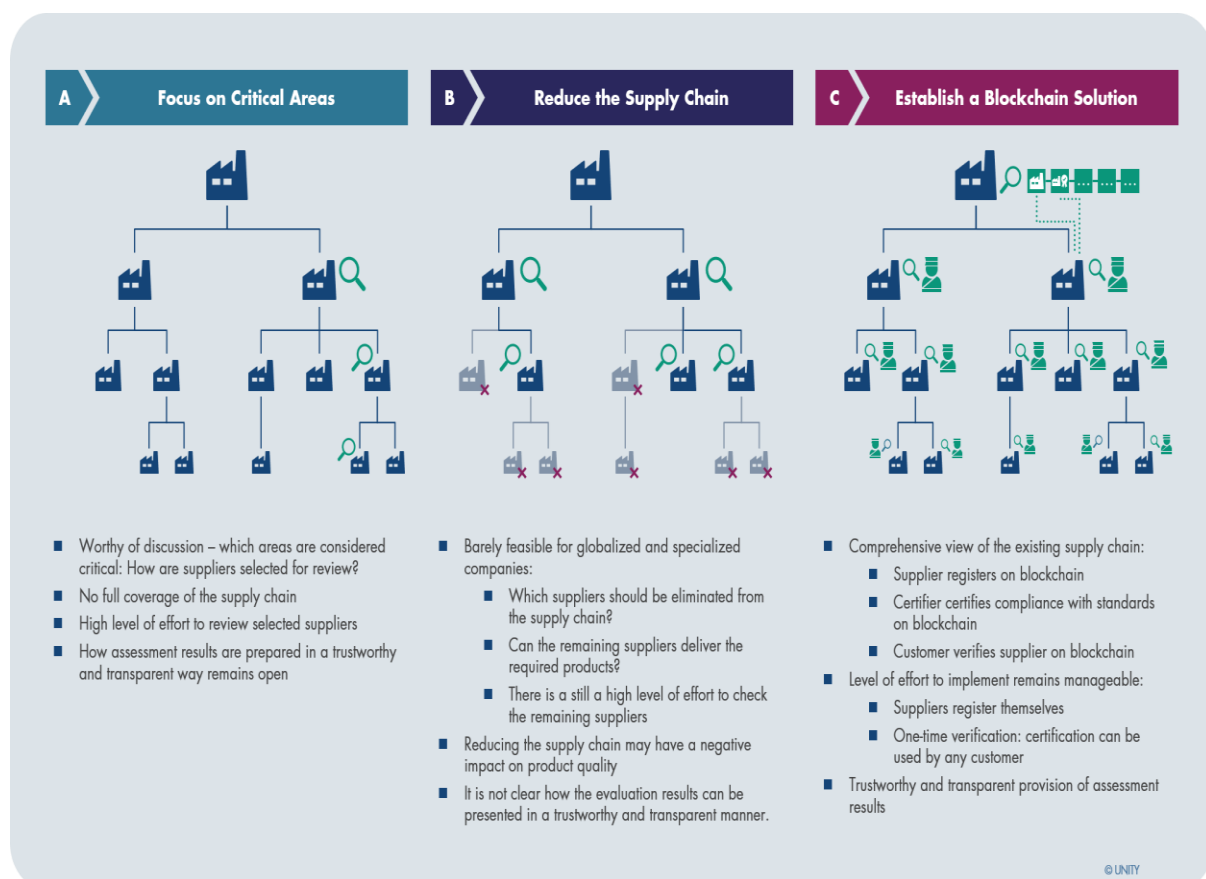 A
Focus on Critical Areas
B
Reduce the Supply Chain
C
Establish a Blockchain Solution
... ... ...
Worthy of discussion – which areas are considered
critical: How are suppliers selected for review?
No full coverage of the supply chain
High level of effort to review selected suppliers
How assessment results are prepared in a trustworthy
and transparent way remains open
Barely feasible for globalized and specialized
companies:
Which suppliers should be eliminated from
the supply chain?
Can the remaining suppliers deliver the
required products?
There is a still a high level of effort to check
the remaining suppliers
Reducing the supply chain may have a negative
impact on product quality
It is not clear how the evaluation results can be
presented in a trustworthy and transparent manner.
Comprehensive view of the existing supply chain:
Supplier registers on blockchain
Certifier certifies compliance with standards
on blockchain
Customer verifies supplier on blockchain
Level of effort to implement remains manageable:
Suppliers register themselves
One-time verification: certification can be
used by any customer
Trustworthy and transparent provision of assessment
results
© UNITY